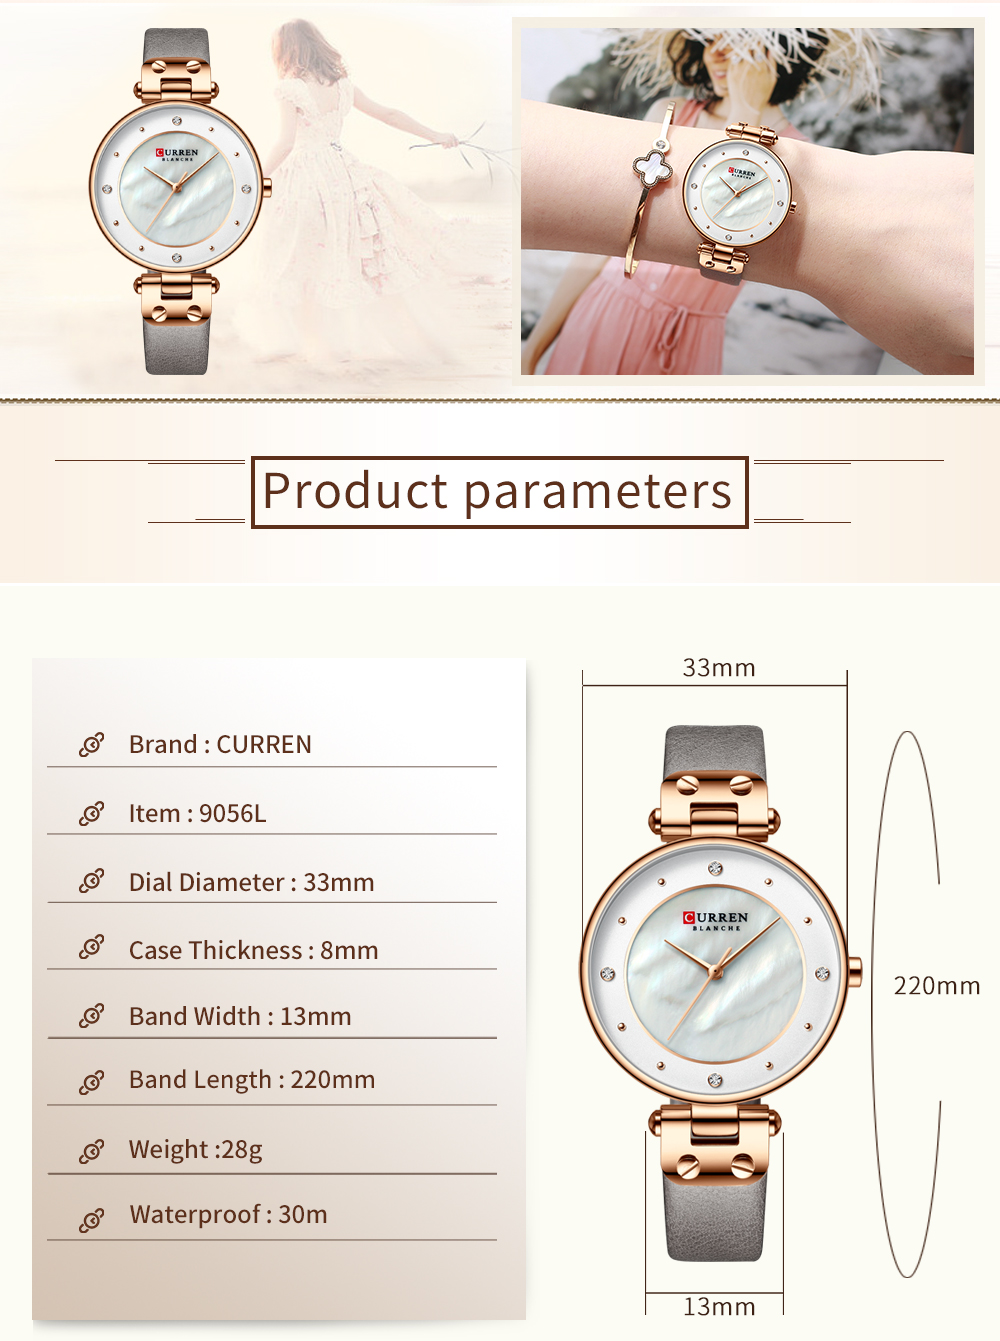 CURREN
BLANCHE
CURREN
BLANCHE
Product parameters
33mm
Brand : CURREN
Item : 9056L
Dial Diameter : 33mm
Case Thickness : 8mm
Band Width : 13mm
Band Length : 220mm
Weight :28g
Waterproof : 30m
CURREN
BLANCHE
220mm
13mm